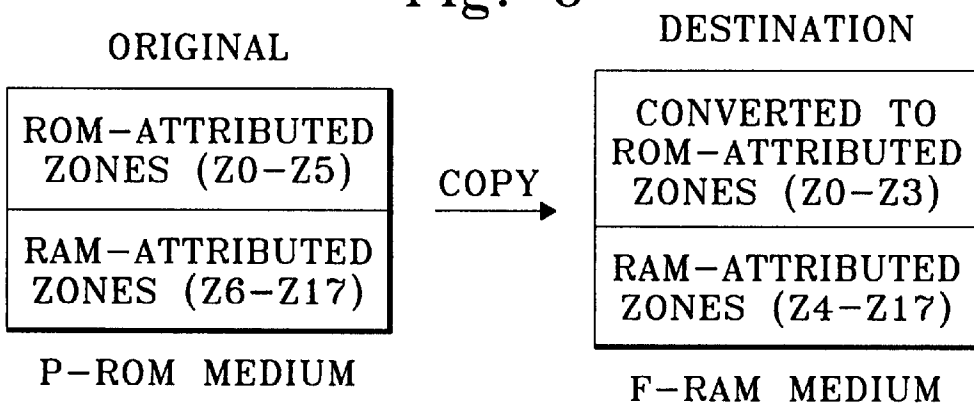 ORIGINAL
ROM-ATTRIBUTED
ZONES (Z0-Z5)
RAM-ATTRIBUTED
ZONES (Z6-Z17)
P-ROM MEDIUM
COPY
DESTINATION
CONVERTED TO
ROM-ATTRIBUTED
ZONES (Z0-Z3)
RAM-ATTRIBUTED
ZONES (Z4-Z17)
F-RAM MEDIUM